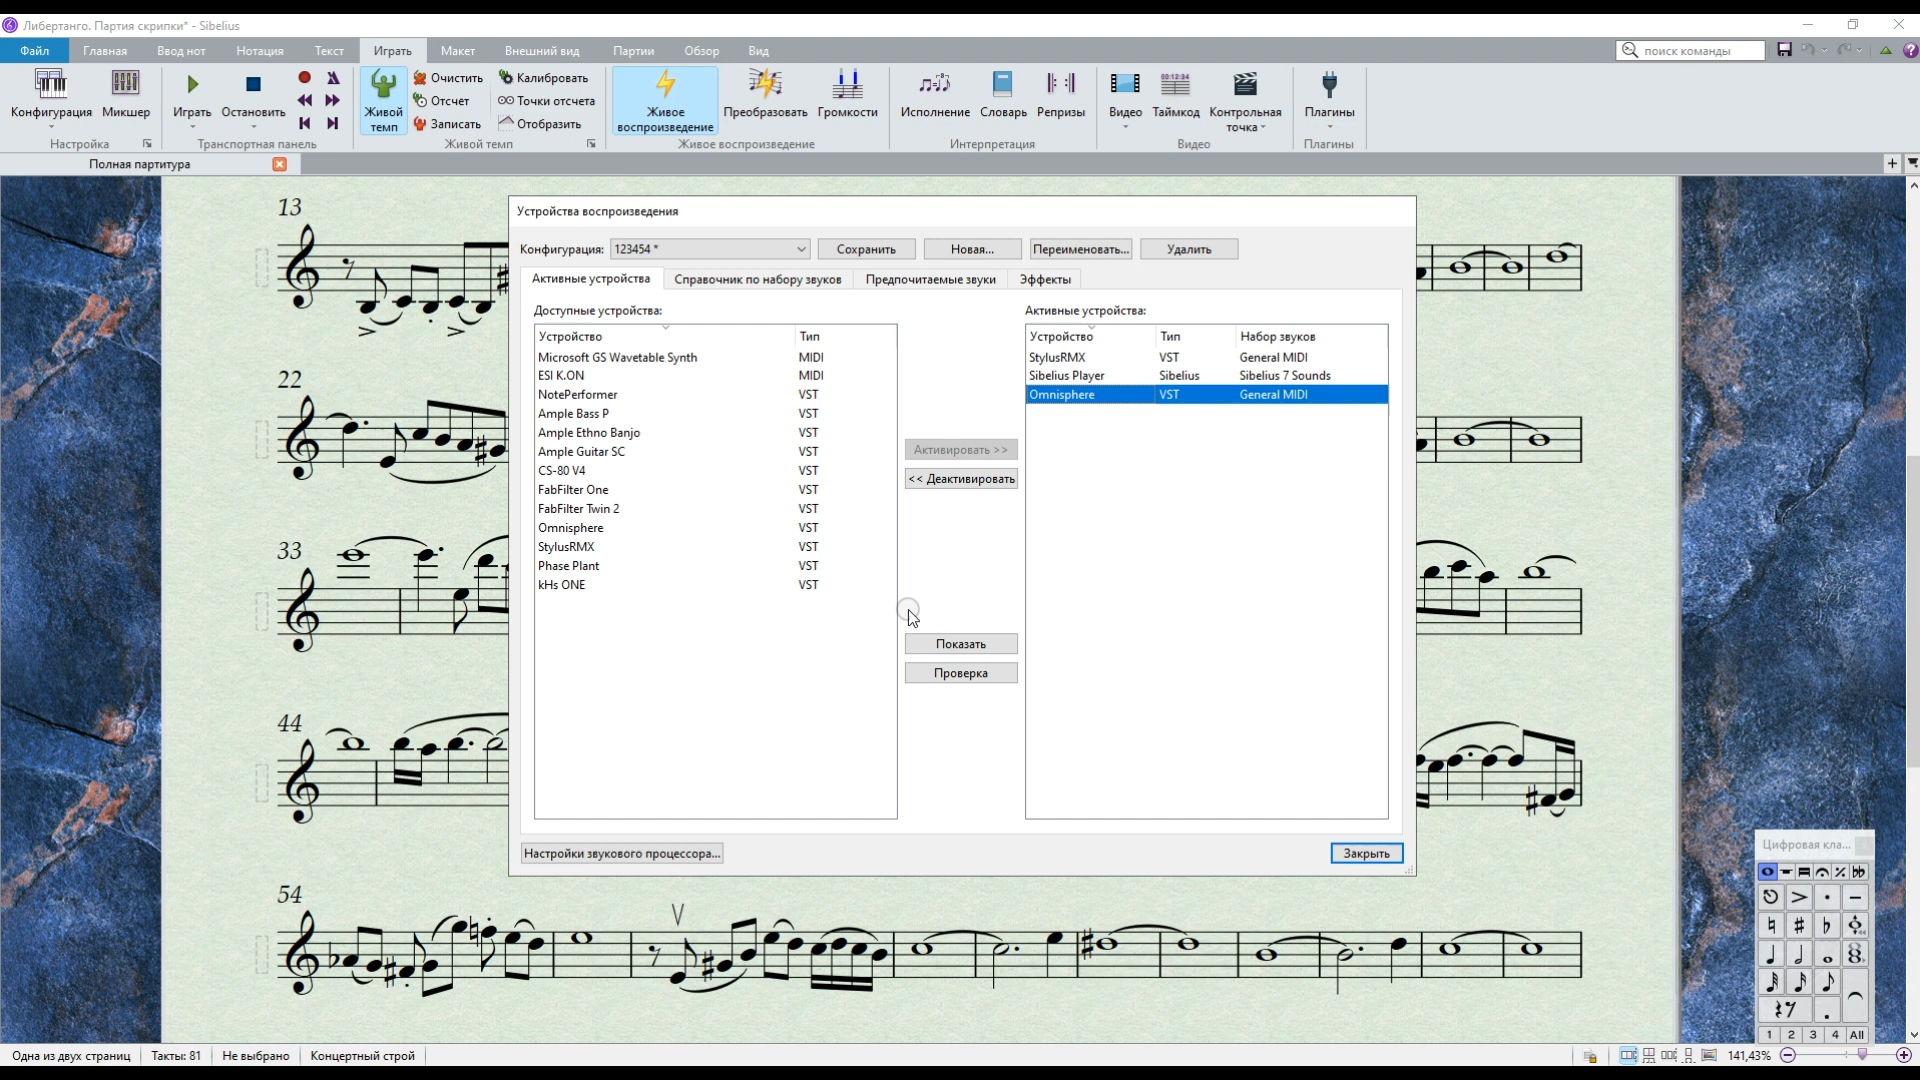 Либертанго. Партия скрипки* - Sibelius
Файл Главная Ввод нот Нотация Текст Играть Макет Внешний вид Партии Обзор Вид поиск команды
Конфигурация Микшер Играть Остановить Живой темп Очистить Калибровать Живое воспроизведение Преобразовать Громкости Исполнение Словарь Репризы Видео Таймкод Контрольная точка Плагины
Отсчет Точки отсчета
Записать Отобразить
Настройка Транспортная панель Живой темп Живое воспроизведение Интерпретация Видео Плагины
Полная партитура
13
Устройства воспроизведения
Конфигурация: 123454 * Сохранить Новая... Переименовать... Удалить
Активные устройства Справочник по набору звуков Предпочитаемые звуки Эффекты
Доступные устройства: Активные устройства:
Устройство Тип Устройство Тип Набор звуков
Microsoft GS Wavetable Synth MIDI StylusRMX VST General MIDI
ESI K.ON MIDI Sibelius Player Sibelius Sibelius 7 Sounds
22
NotePerformer VST Omnisphere VST General MIDI
Ample Bass P VST
Ample Ethno Banjo VST
Ample Guitar SC VST Активировать >>
CS-80 V4 VST << Деактивировать
FabFilter One VST
FabFilter Twin 2 VST
Omnisphere VST
StylusRMX VST
33
Phase Plant VST
kHs ONE VST
Показать
Проверка
44
Настройки звукового процессора... Закрыть
Цифровая кла...
54
1 2 3 4 All
Одна из двух страниц Такты: 81 Не выбрано Концертный строй 141,43%